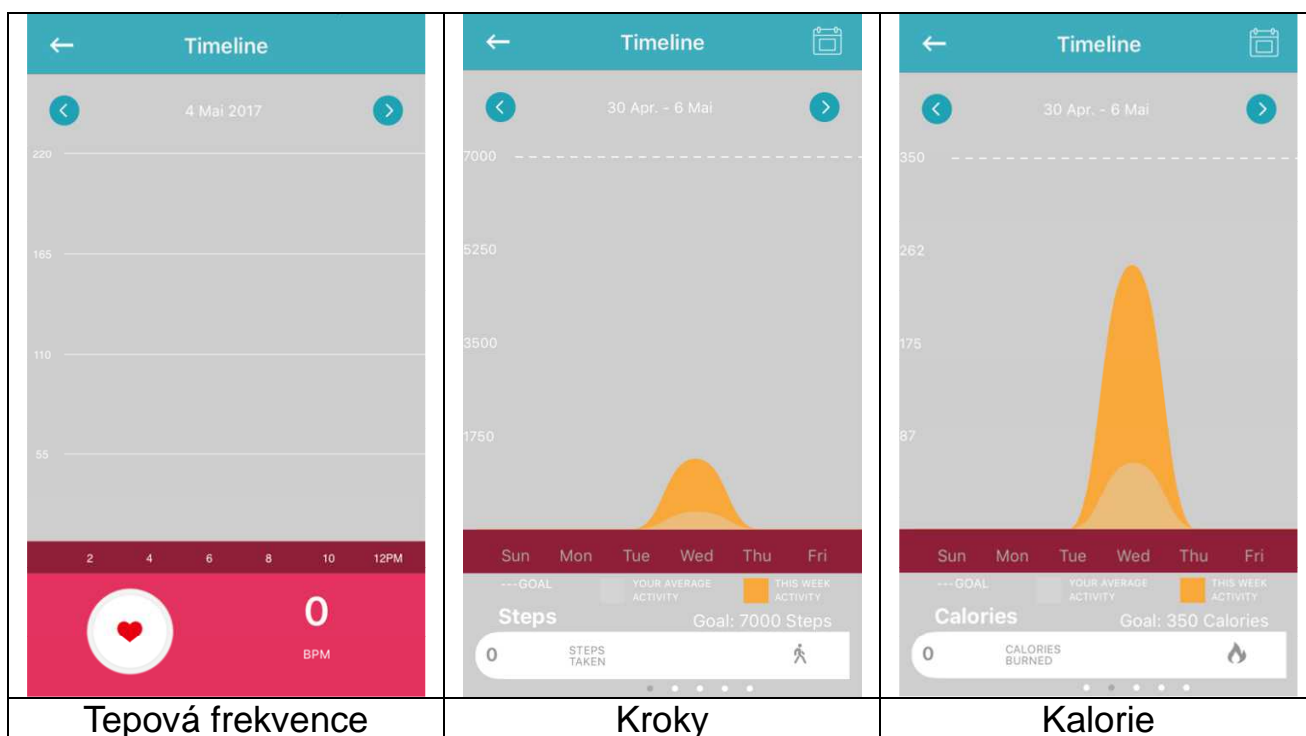 Timeline
4 Mai 2017
220
165
110
55
2 4 6 8 10 12PM
0
BPM
Tepová frekvence
Timeline
30 Apr. - 6 Mai
7000
5250
3500
1750
Sun Mon Tue Wed Thu Fri
---GOAL YOUR AVERAGE ACTIVITY THIS WEEK ACTIVITY
Steps Goal: 7000 Steps
0 STEPS TAKEN
Kroky
Timeline
30 Apr. - 6 Mai
350
262
175
87
Sun Mon Tue Wed Thu Fri
---GOAL YOUR AVERAGE ACTIVITY THIS WEEK ACTIVITY
Calories Goal: 350 Calories
0 CALORIES BURNED
Kalorie